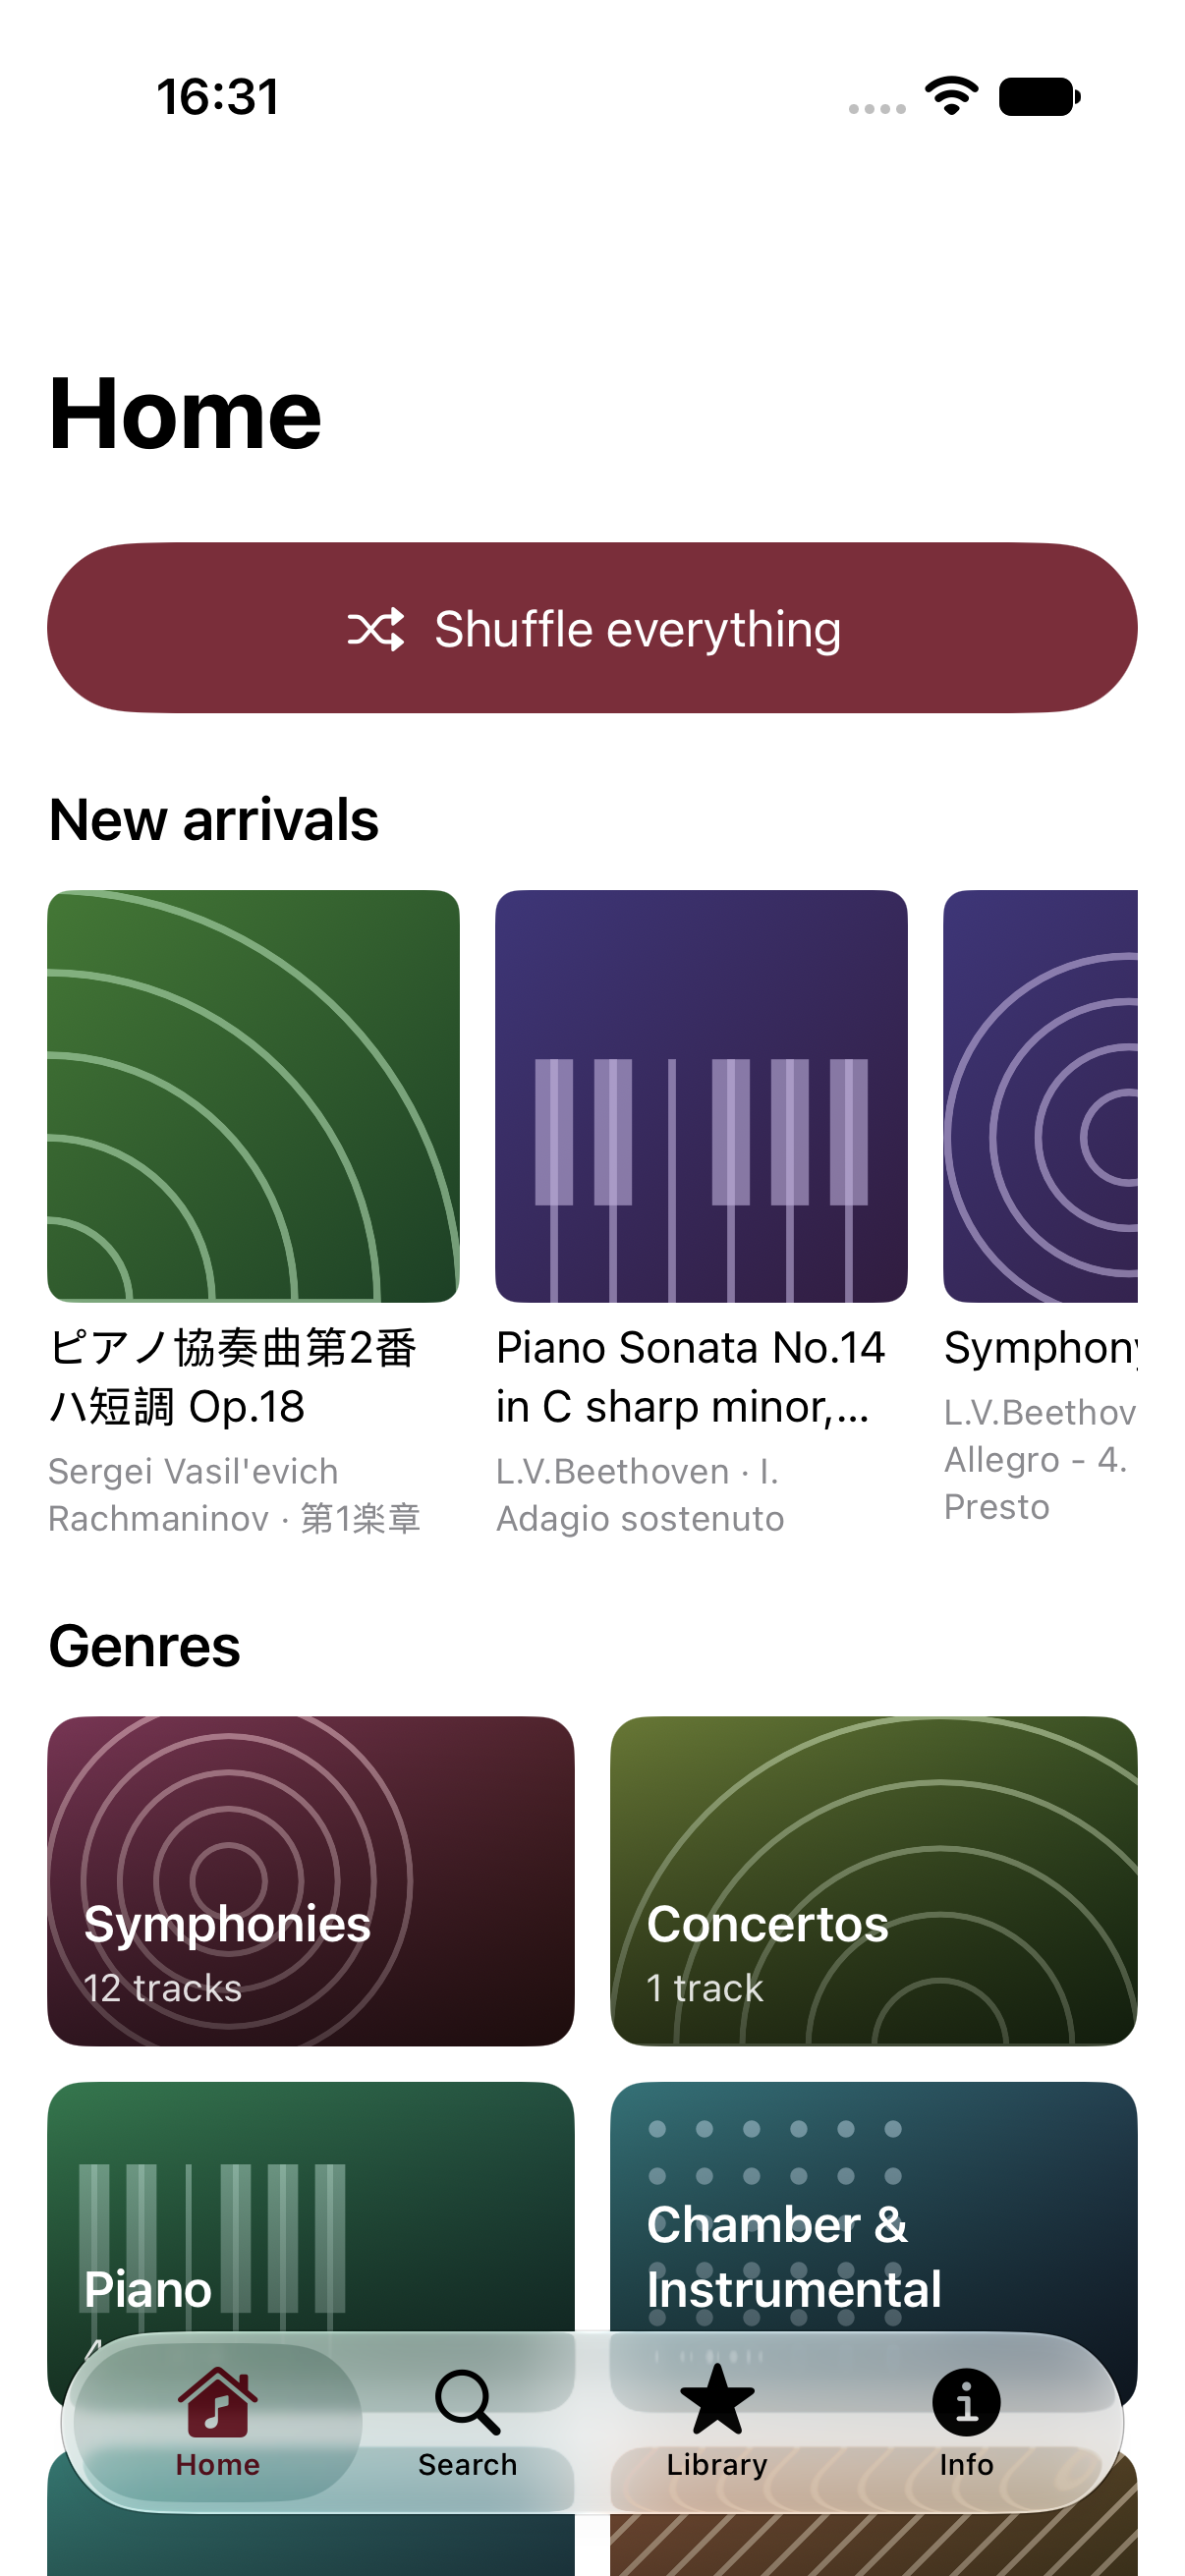 16:31
Home
Shuffle everything
New arrivals
ピアノ協奏曲第2番
ハ短調 Op.18
Sergei Vasil'evich
Rachmaninov · 第1楽章
Piano Sonata No.14
in C sharp minor,...
L.V.Beethoven · I.
Adagio sostenuto
Symphony
L.V.Beethov
Allegro - 4.
Presto
Genres
Symphonies
12 tracks
Concertos
1 track
Piano
Chamber &
Instrumental
Home
Search
Library
Info